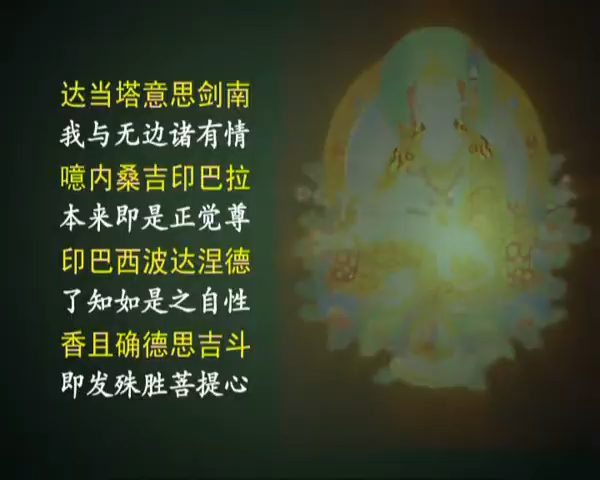 达当塔意思剑南
我与无边诸有情
噫内桑吉印巴拉
本来即是正觉尊
印巴西波达涅德
了知如是之自性
香且确德思吉斗
即发殊胜菩提心